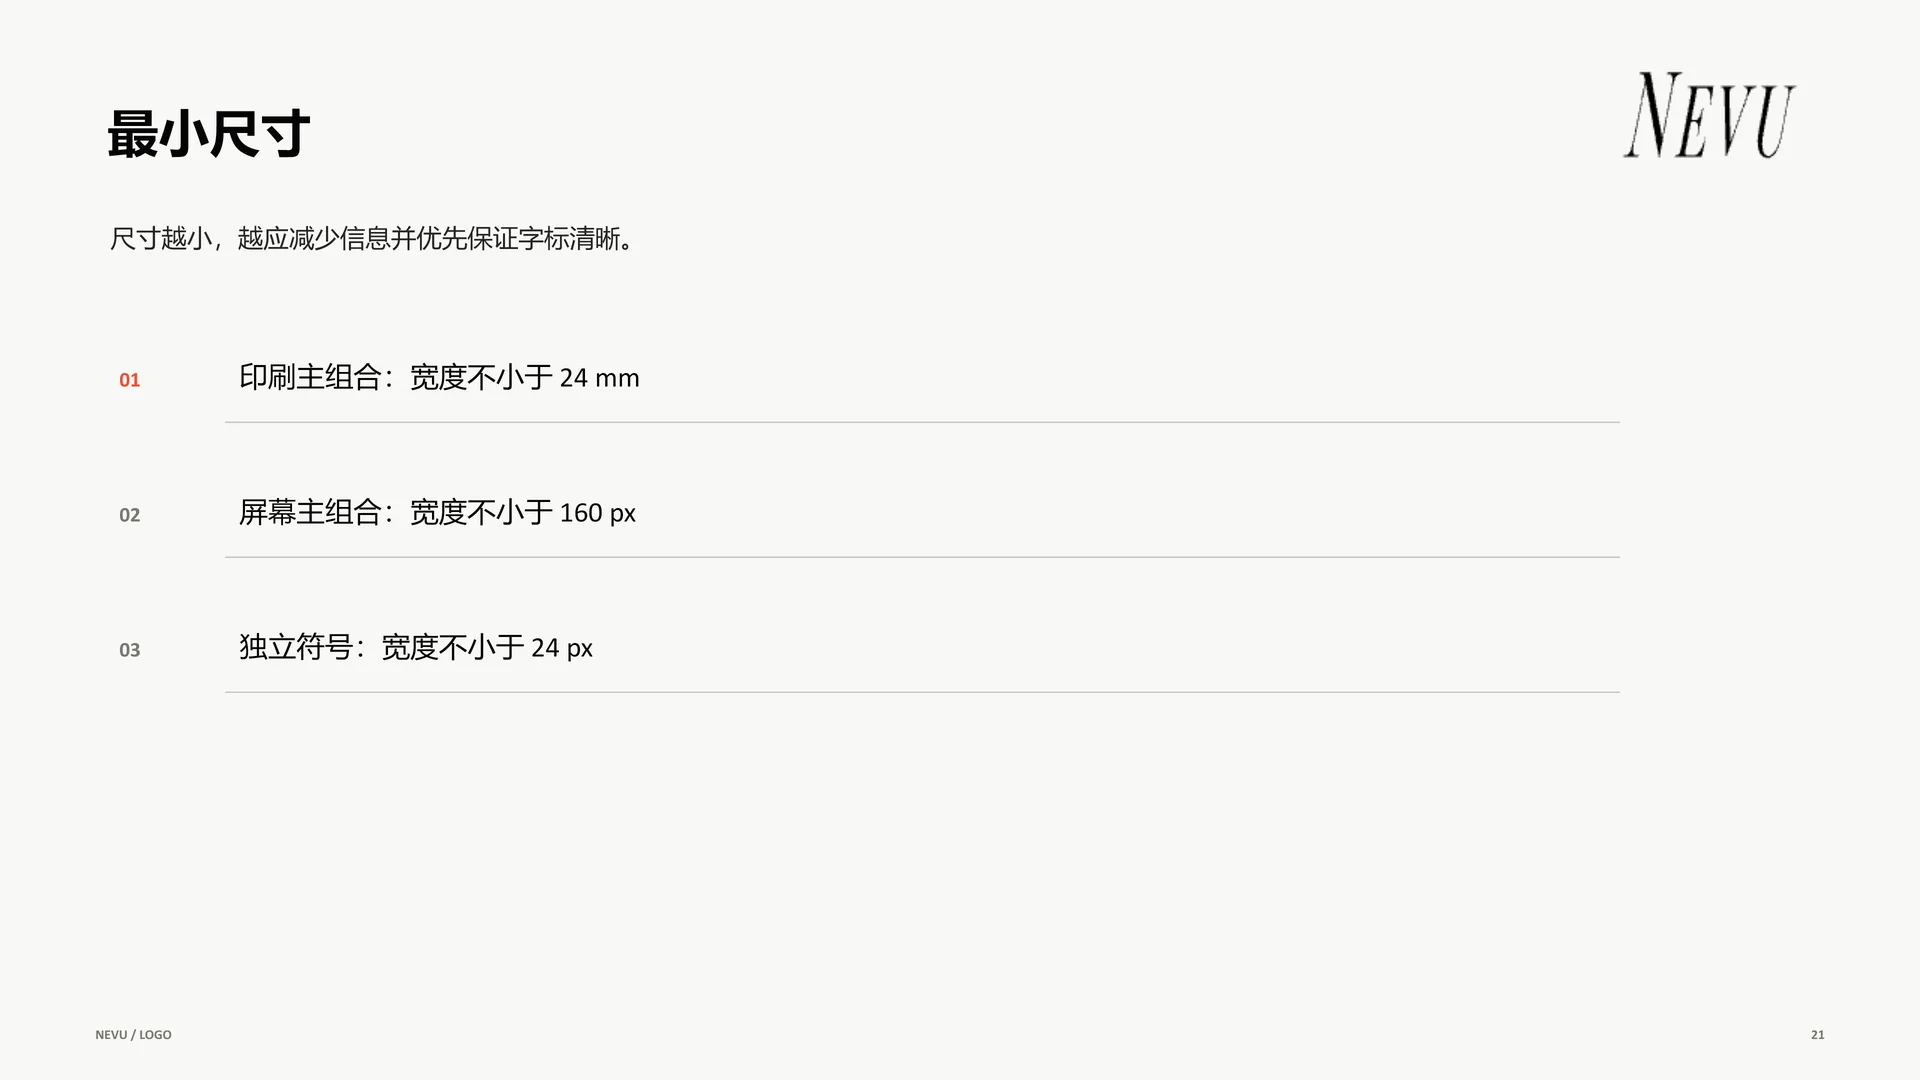 最小尺寸
NEVU
尺寸越小，越应减少信息并优先保证字标清晰。
01 印刷主组合：宽度不小于 24 mm
02 屏幕主组合：宽度不小于 160 px
03 独立符号：宽度不小于 24 px
NEVU / LOGO
21